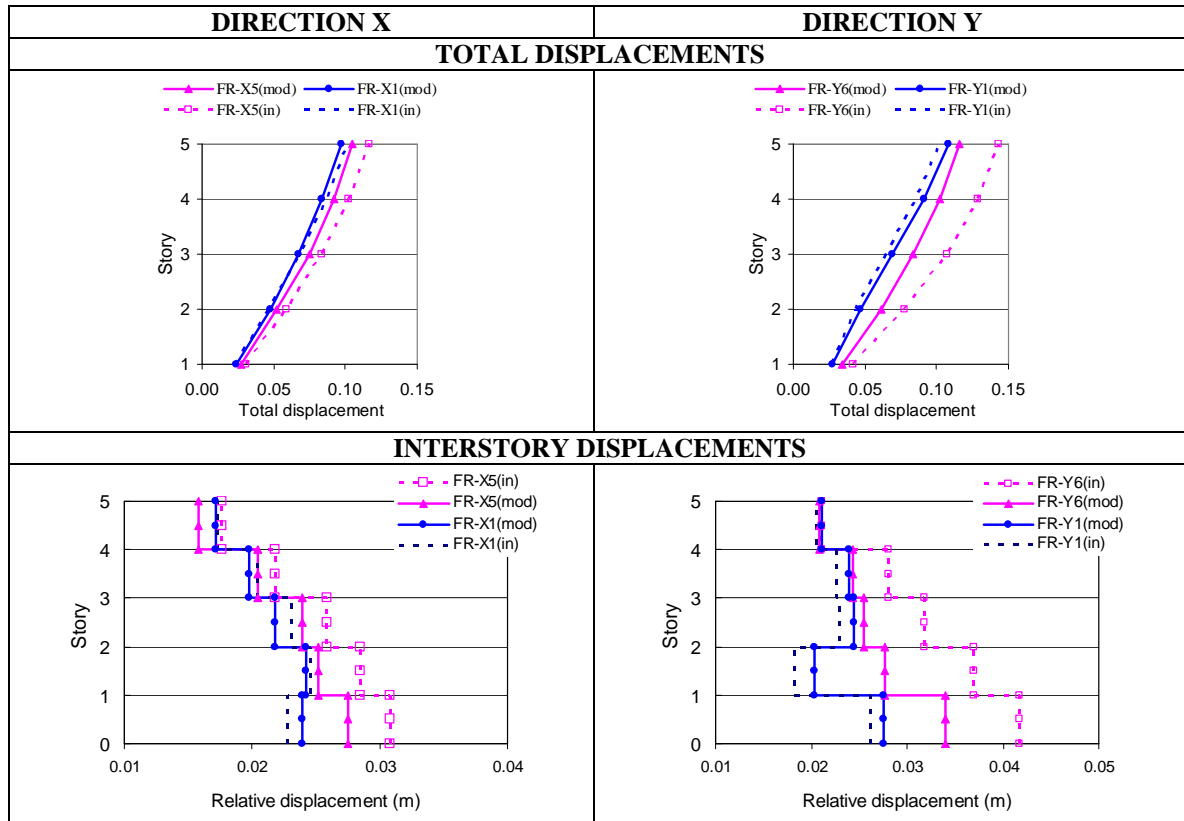 DIRECTION X DIRECTION Y
TOTAL DISPLACEMENTS
FR-X5(mod) FR-X1(mod)
FR-X5(in) FR-X1(in)
5
4
3
2
1
Story
0.00 0.05 0.10 0.15
Total displacement
FR-Y6(mod) FR-Y1(mod)
FR-Y6(in) FR-Y1(in)
5
4
3
2
1
Story
0.00 0.05 0.10 0.15
Total displacement
INTERSTORY DISPLACEMENTS
FR-X5(in)
FR-X5(mod)
FR-X1(mod)
FR-X1(in)
5
4
3
2
1
0
Story
0.01 0.02 0.03 0.04
Relative displacement (m)
FR-Y6(in)
FR-Y6(mod)
FR-Y1(mod)
FR-Y1(in)
5
4
3
2
1
0
Story
0.01 0.02 0.03 0.04 0.05
Relative displacement (m)